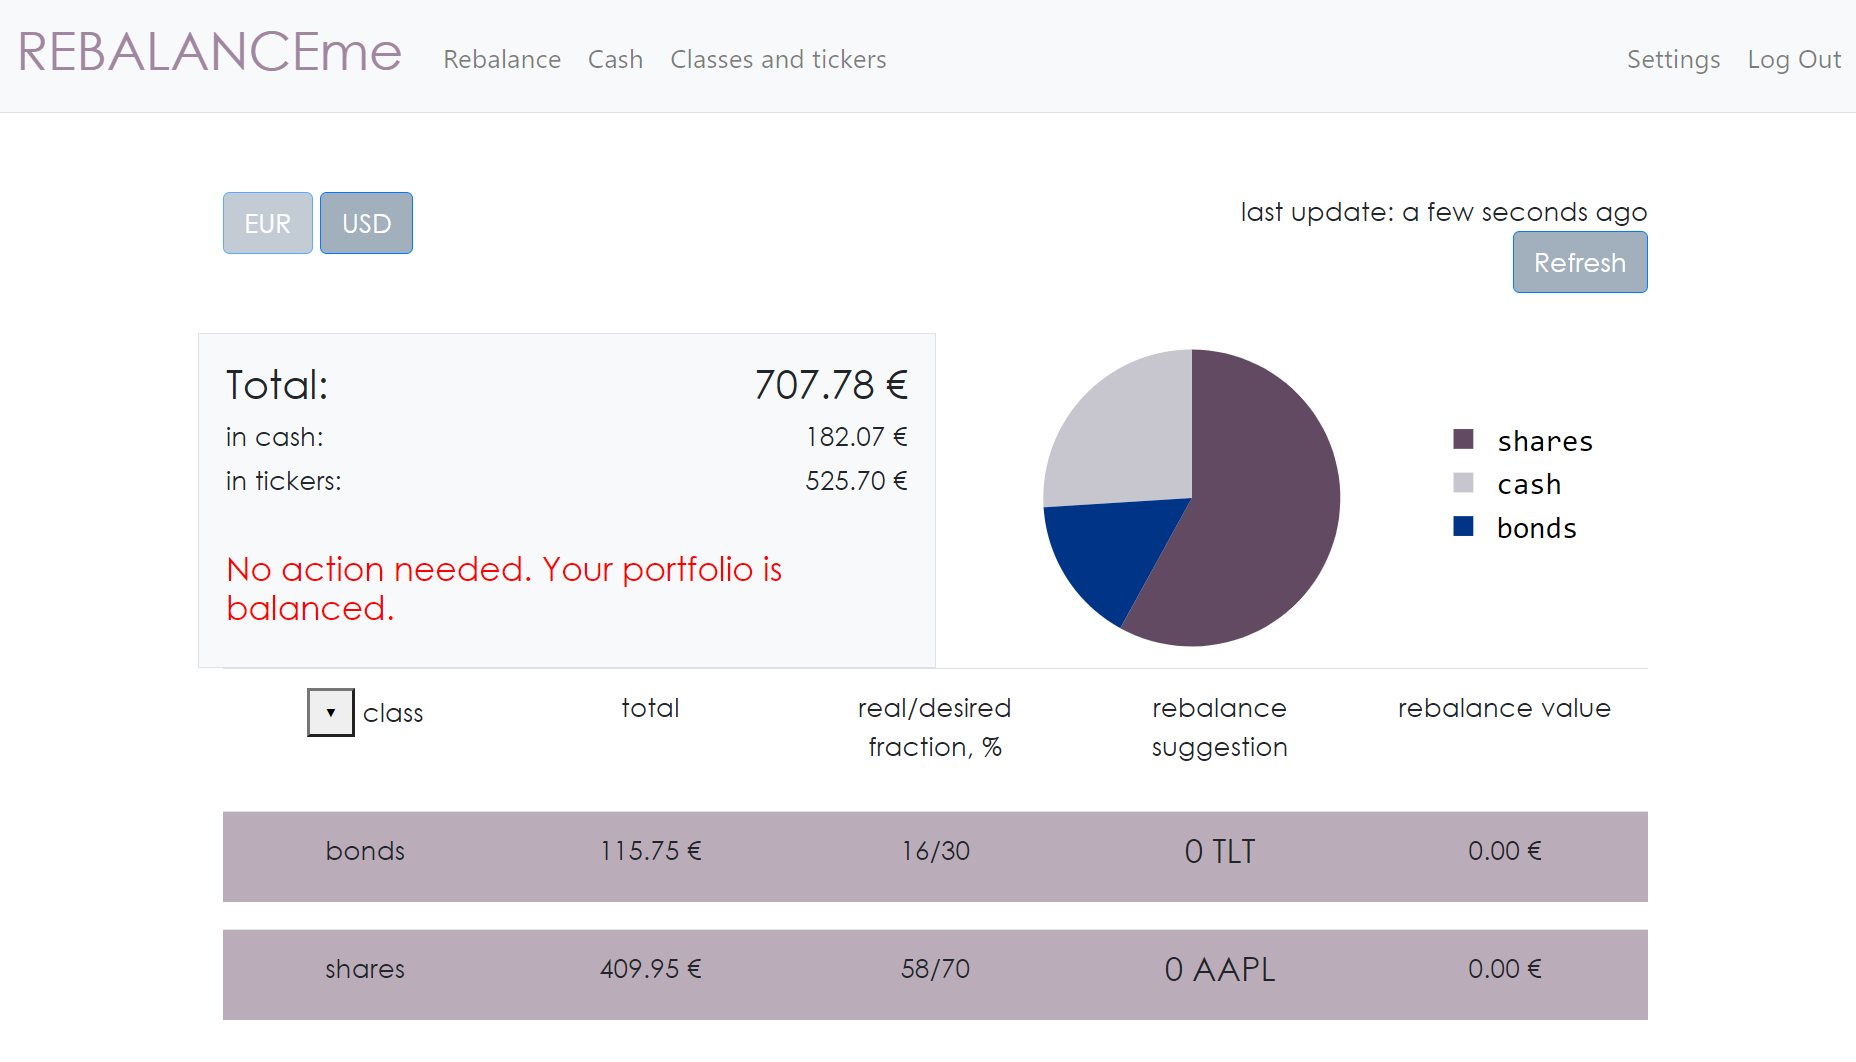 REBALANCEme Rebalance Cash Classes and tickers Settings Log Out
EUR USD
last update: a few seconds ago
Refresh
Total: 707.78 €
in cash: 182.07 €
in tickers: 525.70 €
No action needed. Your portfolio is
balanced.
shares
cash
bonds
▼ class total real/desired rebalance rebalance value
fraction, % suggestion
bonds 115.75 € 16/30 0 TLT 0.00 €
shares 409.95 € 58/70 0 AAPL 0.00 €